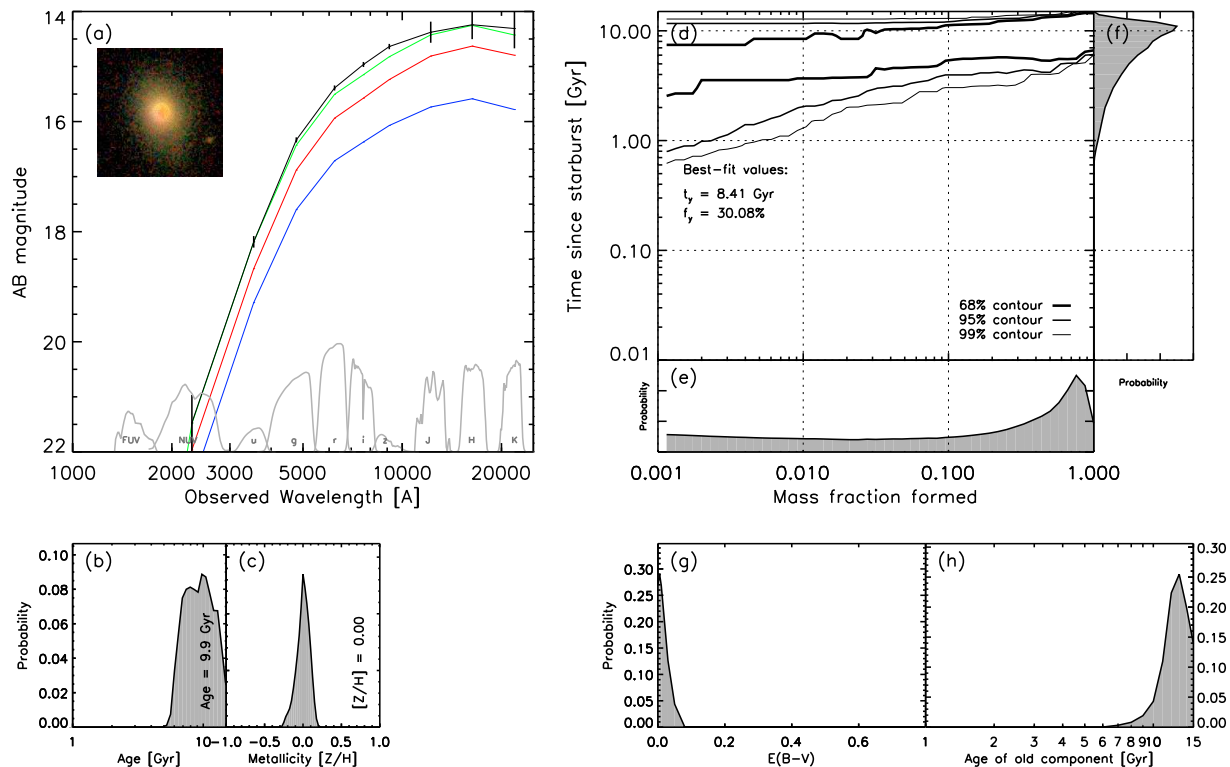 (a)
14
16
18
20
22
AB magnitude
FUV NUV u g r i z J H K
1000 2000 3000 5000 10000 20000
Observed Wavelength [A]
(d)
(f)
10.00
1.00
0.10
0.01
Time since starburst [Gyr]
Best-fit values:
t_y = 8.41 Gyr
f_y = 30.08%
68% contour
95% contour
99% contour
(e)
Probability
Probability
0.001 0.010 0.100 1.000
Mass fraction formed
(b)
0.10
0.08
0.06
0.04
0.02
0.00
Probability
Age = 9.9 Gyr
1 10
Age [Gyr]
(c)
[Z/H] = 0.00
-1.0 -0.5 0.0 0.5 1.0
Metallicity [Z/H]
(g)
0.30
0.25
0.20
0.15
0.10
0.05
0.00
Probability
0.0 0.2 0.4 0.6
E(B-V)
(h)
0.30
0.25
0.20
0.15
0.10
0.05
0.00
1 2 3 4 5 6 7 8 9 10 15
Age of old component [Gyr]